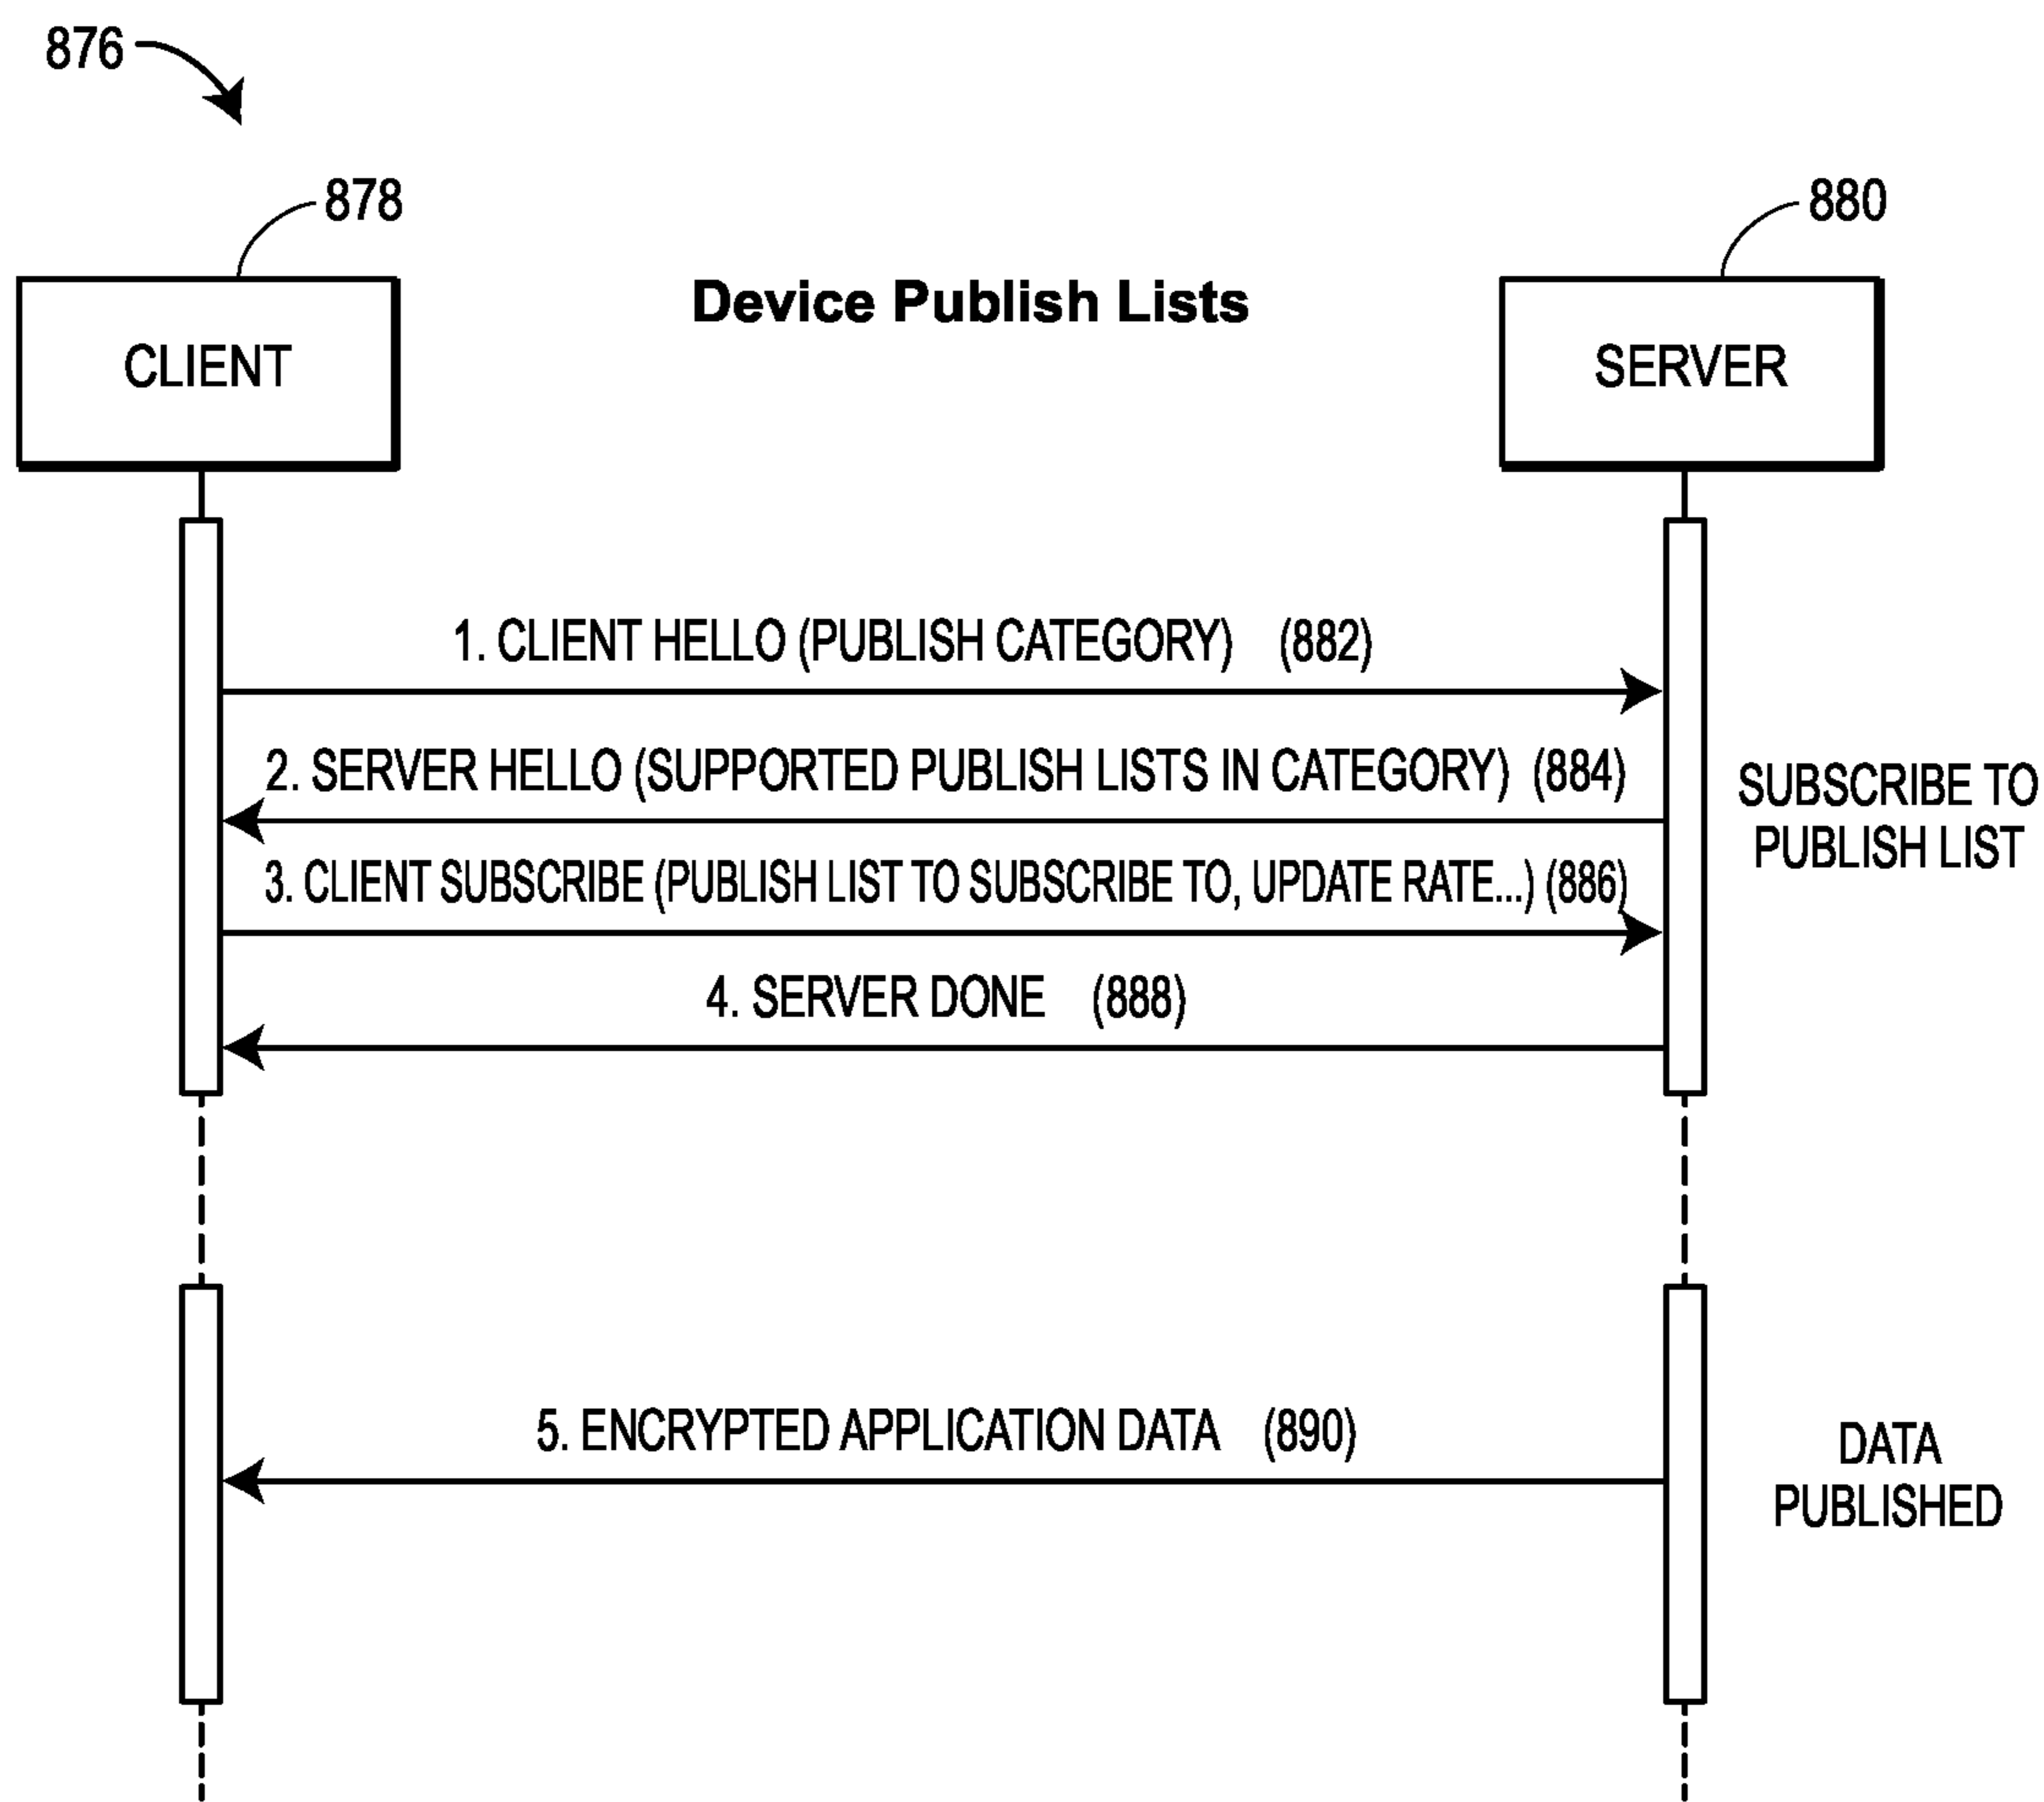 876
878
880
Device Publish Lists
CLIENT
SERVER
1. CLIENT HELLO (PUBLISH CATEGORY) (882)
2. SERVER HELLO (SUPPORTED PUBLISH LISTS IN CATEGORY) (884)
SUBSCRIBE TO
PUBLISH LIST
3. CLIENT SUBSCRIBE (PUBLISH LIST TO SUBSCRIBE TO, UPDATE RATE...) (886)
4. SERVER DONE (888)
5. ENCRYPTED APPLICATION DATA (890)
DATA
PUBLISHED